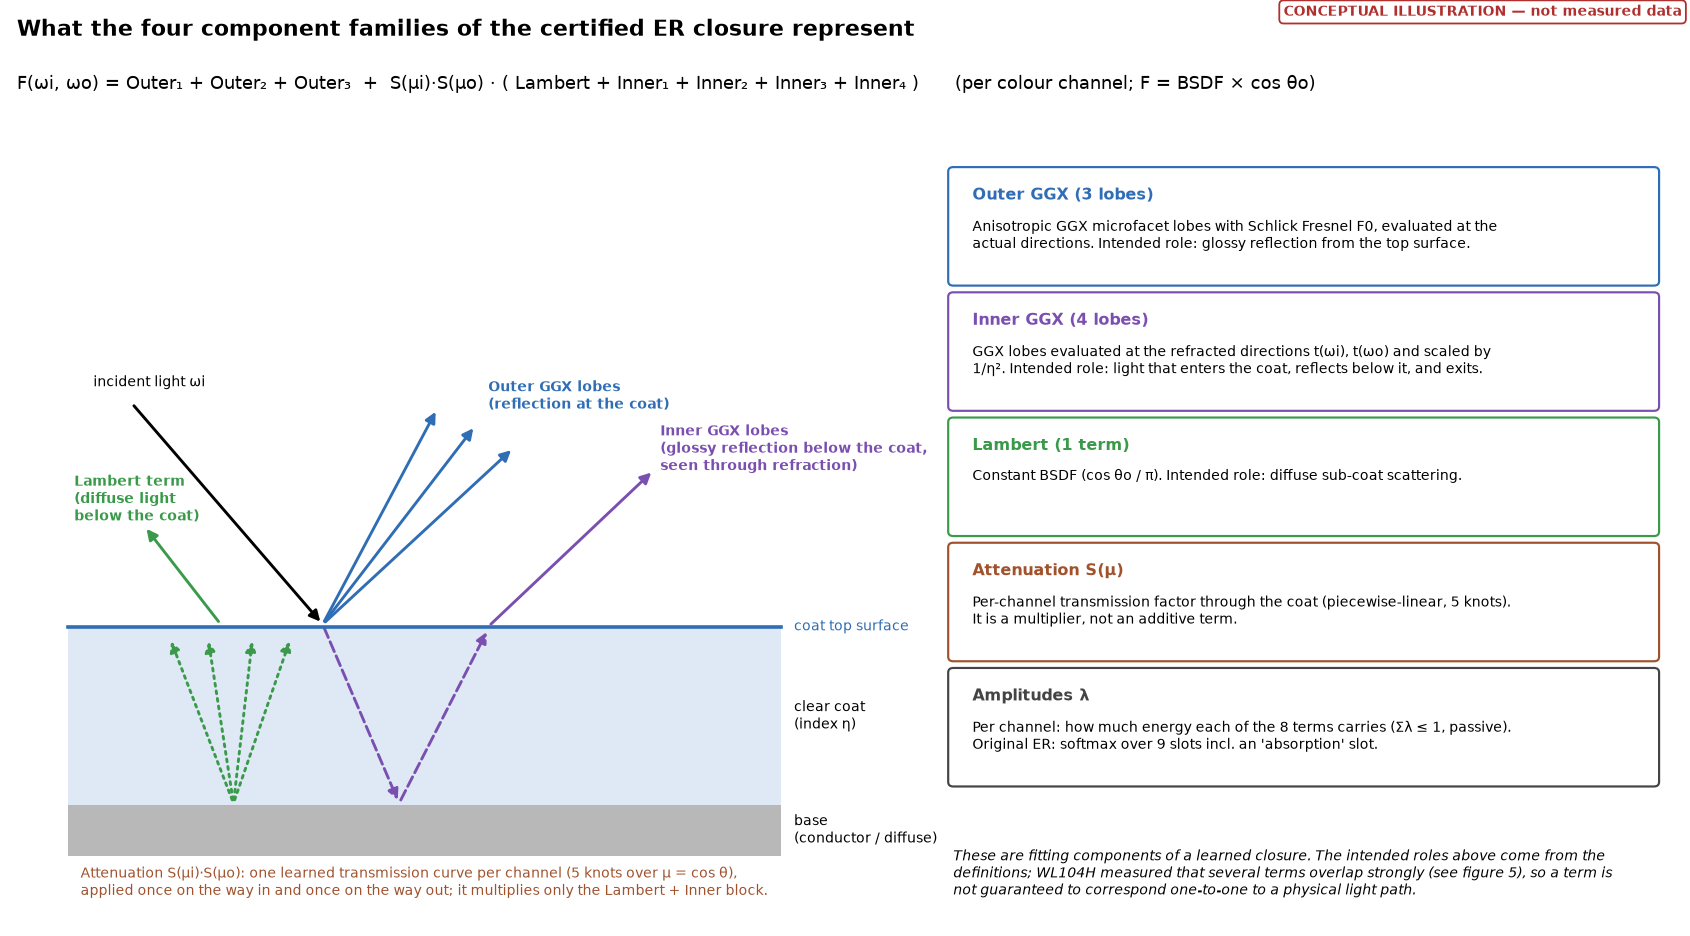 CONCEPTUAL ILLUSTRATION — not measured data
What the four component families of the certified ER closure represent
F(ωi, ωo) = Outer₁ + Outer₂ + Outer₃ + S(μi)·S(μo) · ( Lambert + Inner₁ + Inner₂ + Inner₃ + Inner₄ ) (per colour channel; F = BSDF × cos θo)
incident light ωi
Outer GGX lobes
(reflection at the coat)
Inner GGX lobes
(glossy reflection below the coat,
seen through refraction)
Lambert term
(diffuse light
below the coat)
coat top surface
clear coat
(index η)
base
(conductor / diffuse)
Attenuation S(μi)·S(μo): one learned transmission curve per channel (5 knots over μ = cos θ),
applied once on the way in and once on the way out; it multiplies only the Lambert + Inner block.
Outer GGX (3 lobes)
Anisotropic GGX microfacet lobes with Schlick Fresnel F0, evaluated at the
actual directions. Intended role: glossy reflection from the top surface.
Inner GGX (4 lobes)
GGX lobes evaluated at the refracted directions t(ωi), t(ωo) and scaled by
1/η². Intended role: light that enters the coat, reflects below it, and exits.
Lambert (1 term)
Constant BSDF (cos θo / π). Intended role: diffuse sub-coat scattering.
Attenuation S(μ)
Per-channel transmission factor through the coat (piecewise-linear, 5 knots).
It is a multiplier, not an additive term.
Amplitudes λ
Per channel: how much energy each of the 8 terms carries (Σλ ≤ 1, passive).
Original ER: softmax over 9 slots incl. an 'absorption' slot.
These are fitting components of a learned closure. The intended roles above come from the
definitions; WL104H measured that several terms overlap strongly (see figure 5), so a term is
not guaranteed to correspond one-to-one to a physical light path.